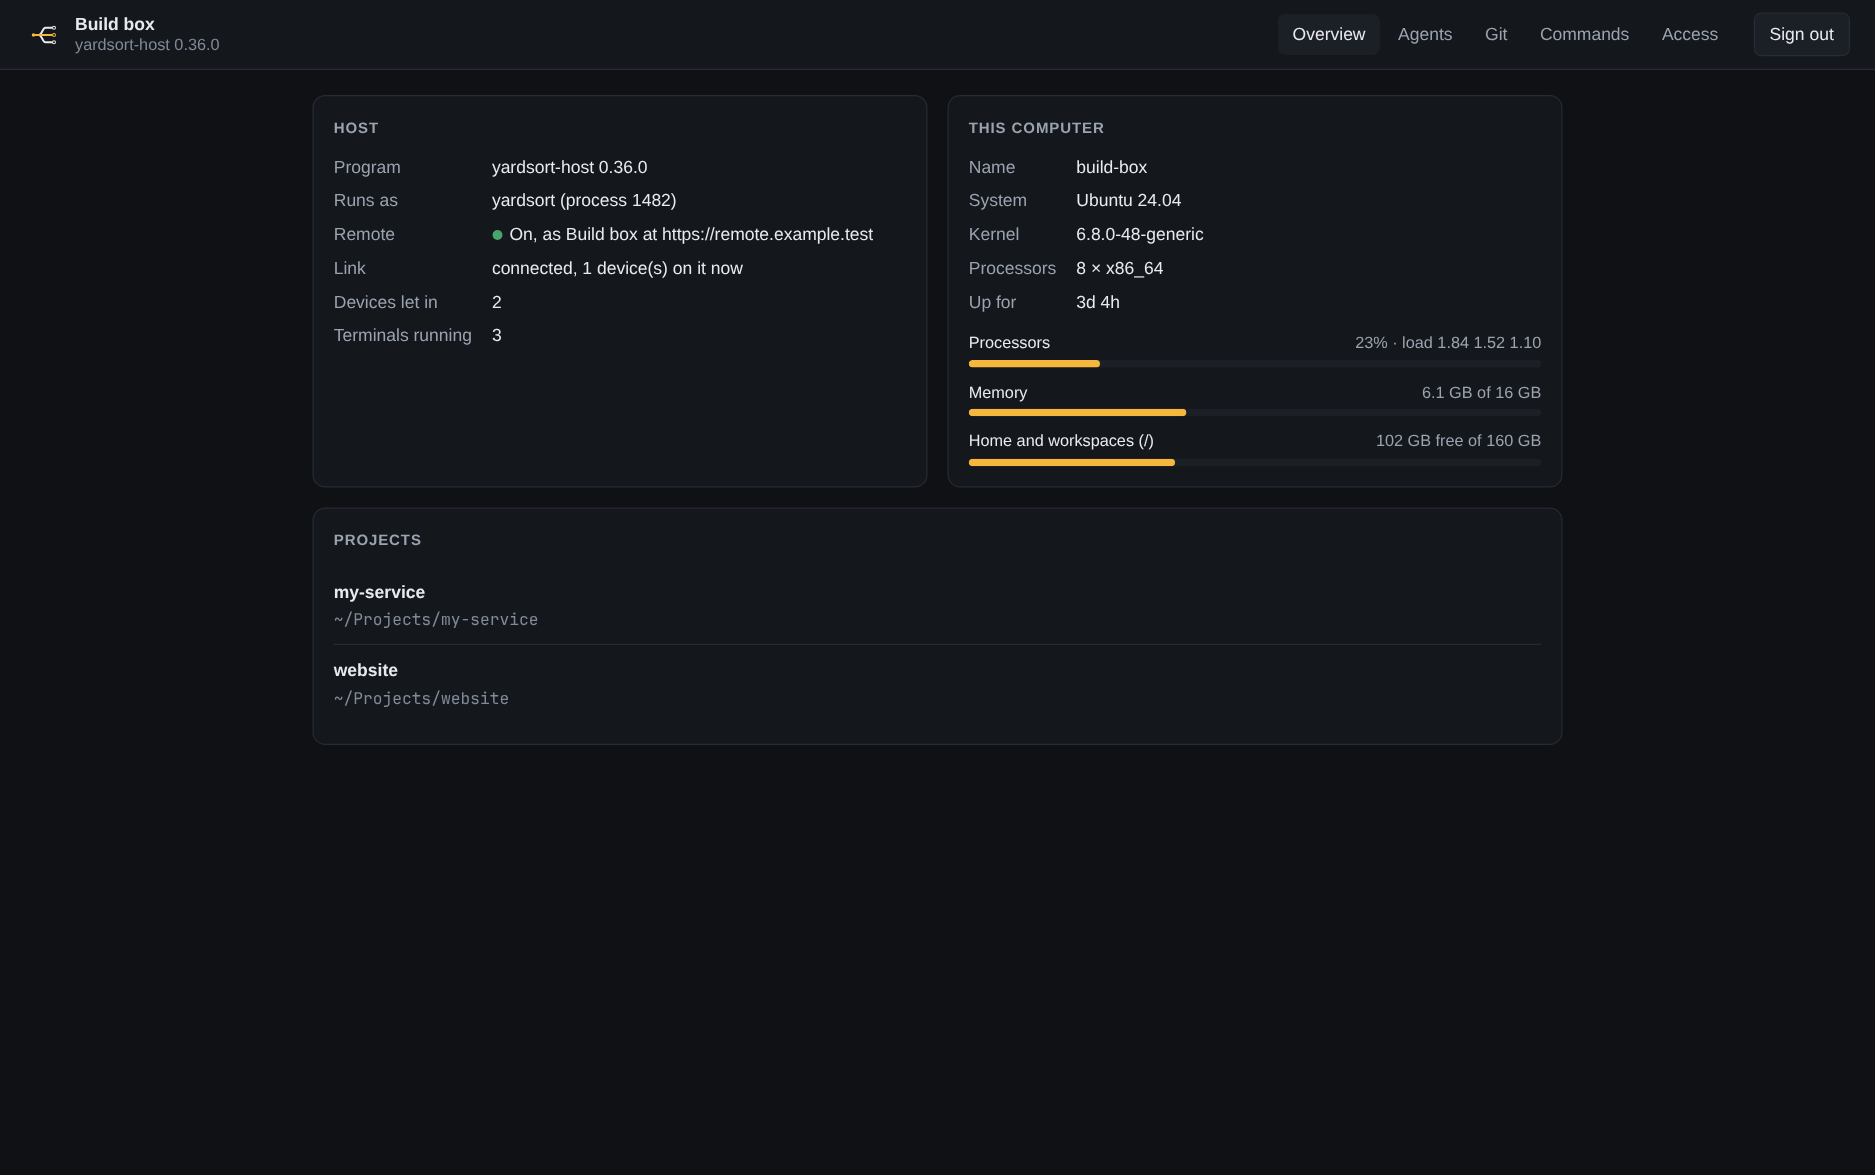 Build box
yardsort-host 0.36.0
Overview
Agents
Git
Commands
Access
Sign out
HOST
Program yardsort-host 0.36.0
Runs as yardsort (process 1482)
Remote On, as Build box at https://remote.example.test
Link connected, 1 device(s) on it now
Devices let in 2
Terminals running 3
THIS COMPUTER
Name build-box
System Ubuntu 24.04
Kernel 6.8.0-48-generic
Processors 8 × x86_64
Up for 3d 4h
Processors 23% · load 1.84 1.52 1.10
Memory 6.1 GB of 16 GB
Home and workspaces (/) 102 GB free of 160 GB
PROJECTS
my-service
~/Projects/my-service
website
~/Projects/website